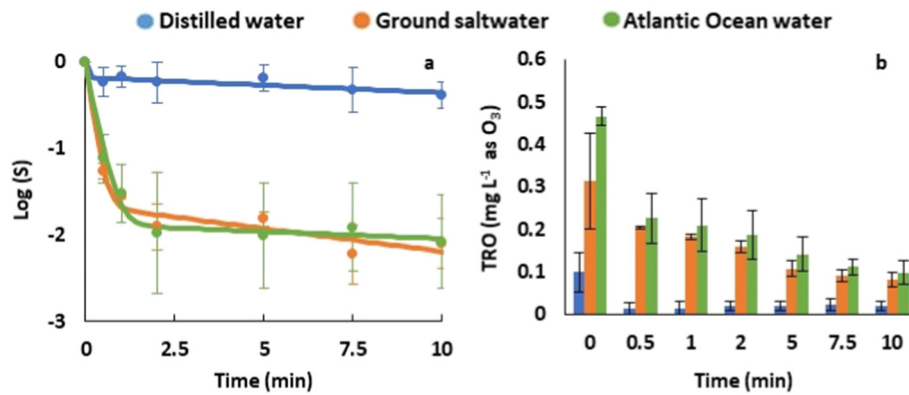 Distilled water Ground saltwater Atlantic Ocean water
a
0
-1
-2
-3
Log (S)
0 2.5 5 7.5 10
Time (min)
b
0.6
0.5
0.4
0.3
0.2
0.1
0
TRO (mg L⁻¹ as O₃)
0 0.5 1 2 5 7.5 10
Time (min)